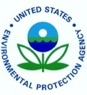 UNITED STATES
ENVIRONMENTAL PROTECTION AGENCY